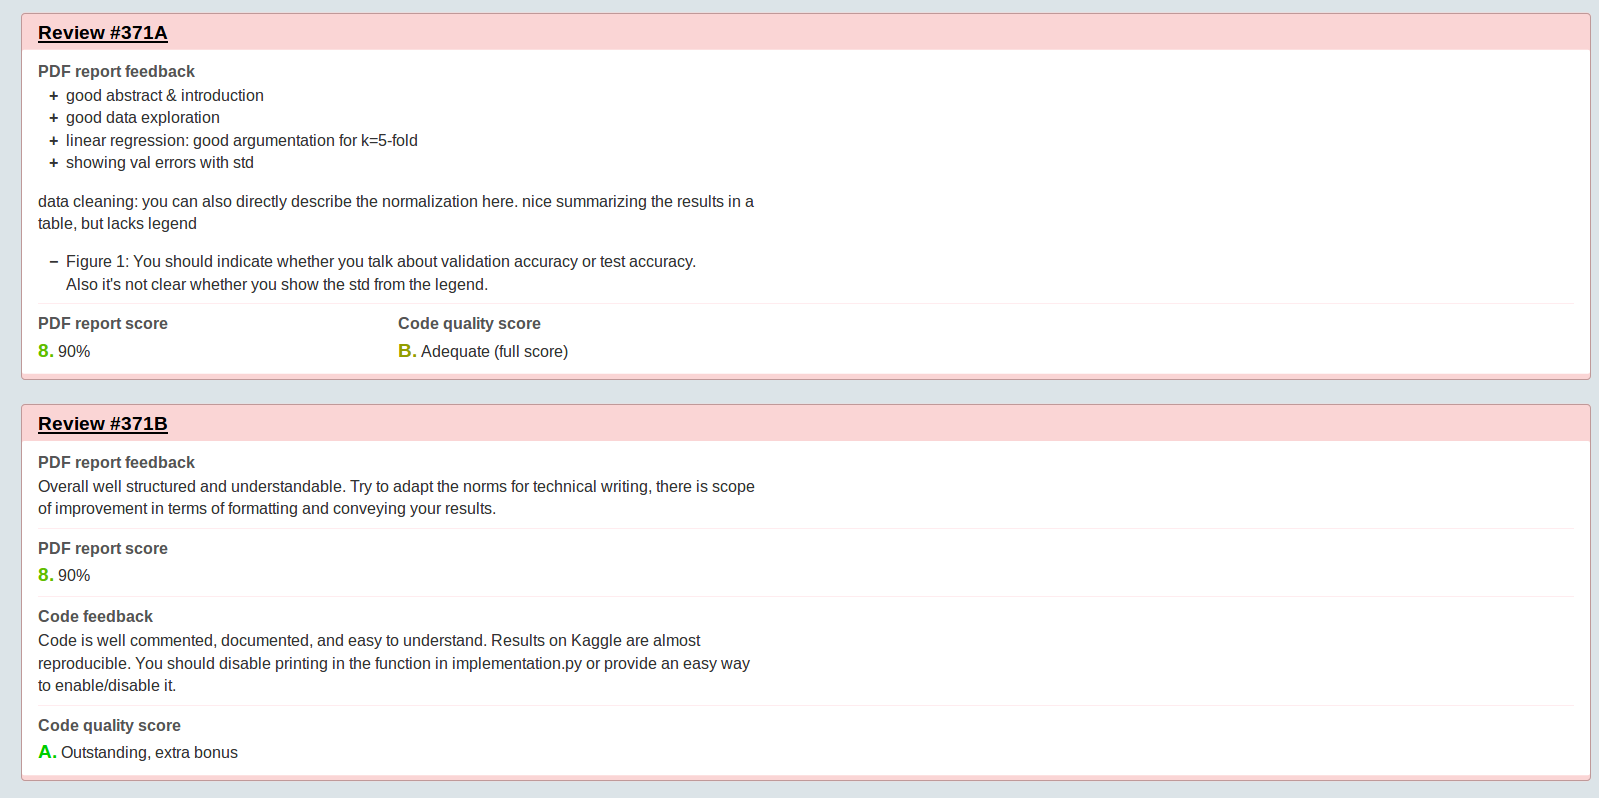 Review #371A
PDF report feedback
+ good abstract & introduction
+ good data exploration
+ linear regression: good argumentation for k=5-fold
+ showing val errors with std
data cleaning: you can also directly describe the normalization here. nice summarizing the results in a
table, but lacks legend
− Figure 1: You should indicate whether you talk about validation accuracy or test accuracy.
Also it's not clear whether you show the std from the legend.
PDF report score
8. 90%
Code quality score
B. Adequate (full score)
Review #371B
PDF report feedback
Overall well structured and understandable. Try to adapt the norms for technical writing, there is scope
of improvement in terms of formatting and conveying your results.
PDF report score
8. 90%
Code feedback
Code is well commented, documented, and easy to understand. Results on Kaggle are almost
reproducible. You should disable printing in the function in implementation.py or provide an easy way
to enable/disable it.
Code quality score
A. Outstanding, extra bonus